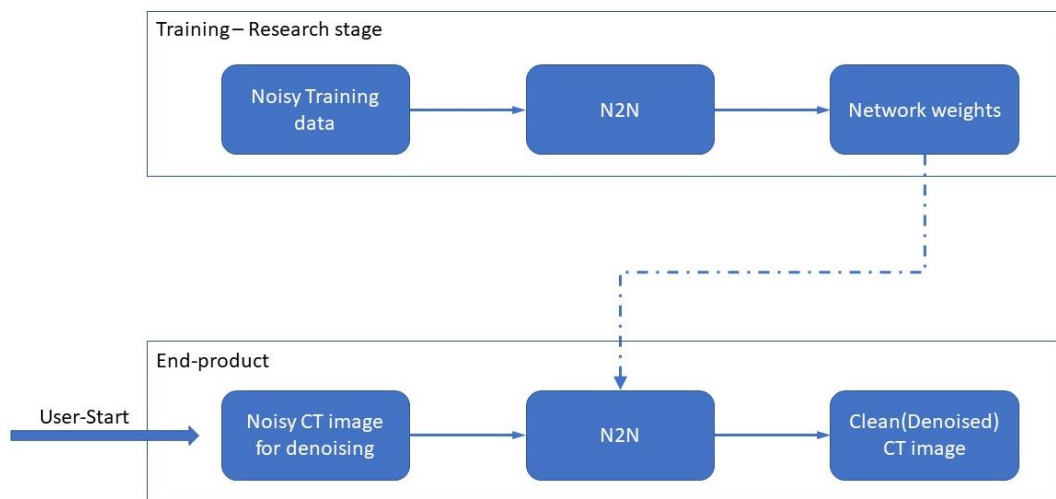 Training – Research stage
Noisy Training
data
N2N
Network weights
End-product
User-Start
Noisy CT image
for denoising
N2N
Clean(Denoised)
CT image